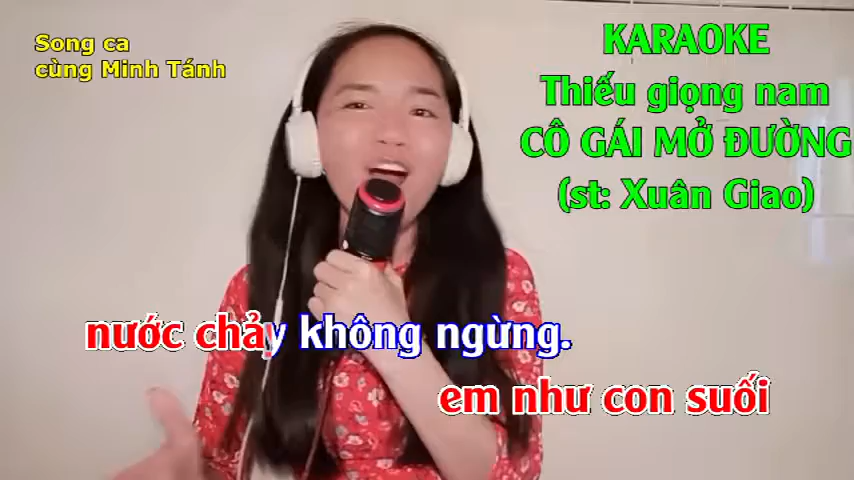 Song ca
cùng Minh Tánh
KARAOKE
Thiếu giọng nam
CÔ GÁI MỞ ĐƯỜNG
(st: Xuân Giao)
nước chảy không ngừng.
em như con suối